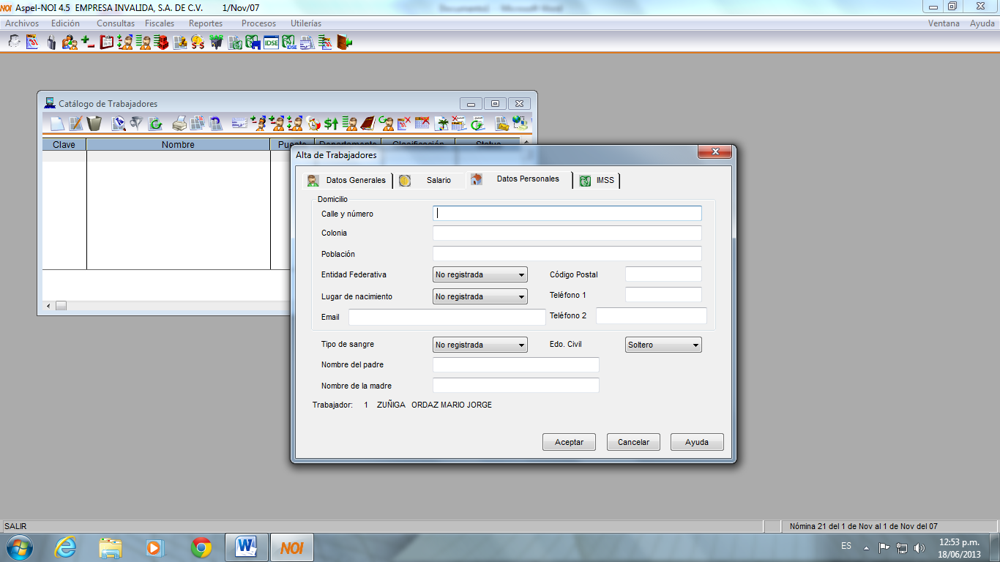 NOI Aspel-NOI 4.5 EMPRESA INVALIDA, S.A. DE C.V. 1/Nov/07
Archivos Edición Consultas Fiscales Reportes Procesos Utilerías Ventana Ayuda
IDSE IDSE
Catálogo de Trabajadores
Clave Nombre Puesto Departamento Clasificación Status
Alta de Trabajadores
Datos Generales Salario Datos Personales IMSS
Domicilio
Calle y número
Colonia
Población
Entidad Federativa No registrada Código Postal
Lugar de nacimiento No registrada Teléfono 1
Email Teléfono 2
Tipo de sangre No registrada Edo. Civil Soltero
Nombre del padre
Nombre de la madre
Trabajador: 1 ZUÑIGA ORDAZ MARIO JORGE
Aceptar Cancelar Ayuda
SALIR Nómina 21 del 1 de Nov al 1 de Nov del 07
NOI ES 12:53 p.m.
18/06/2013